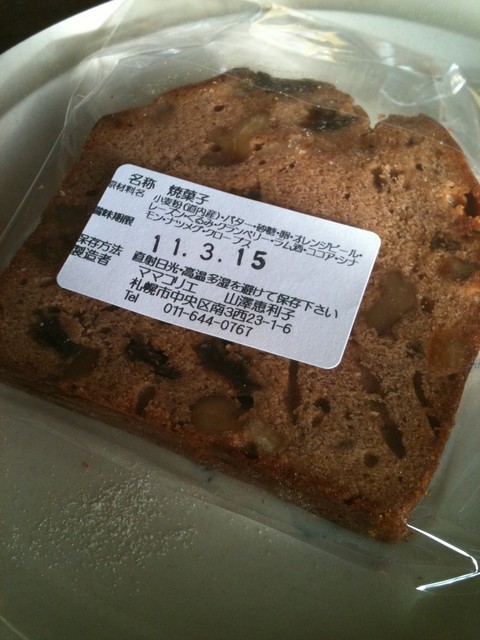 名称 焼菓子
原材料名 小麦粉(道内産)・バター・砂糖・卵・オレンジピール・
レーズン・くるみ・クランベリー・ラム酒・ココア・シナ
モン・ナツメグ・クローブス
賞味期限 11.3.15
保存方法 直射日光・高温多湿を避けて保存下さい
製造者 ママゴリエ 山澤恵利子
札幌市中央区南3西23-1-6
Tel 011-644-0767